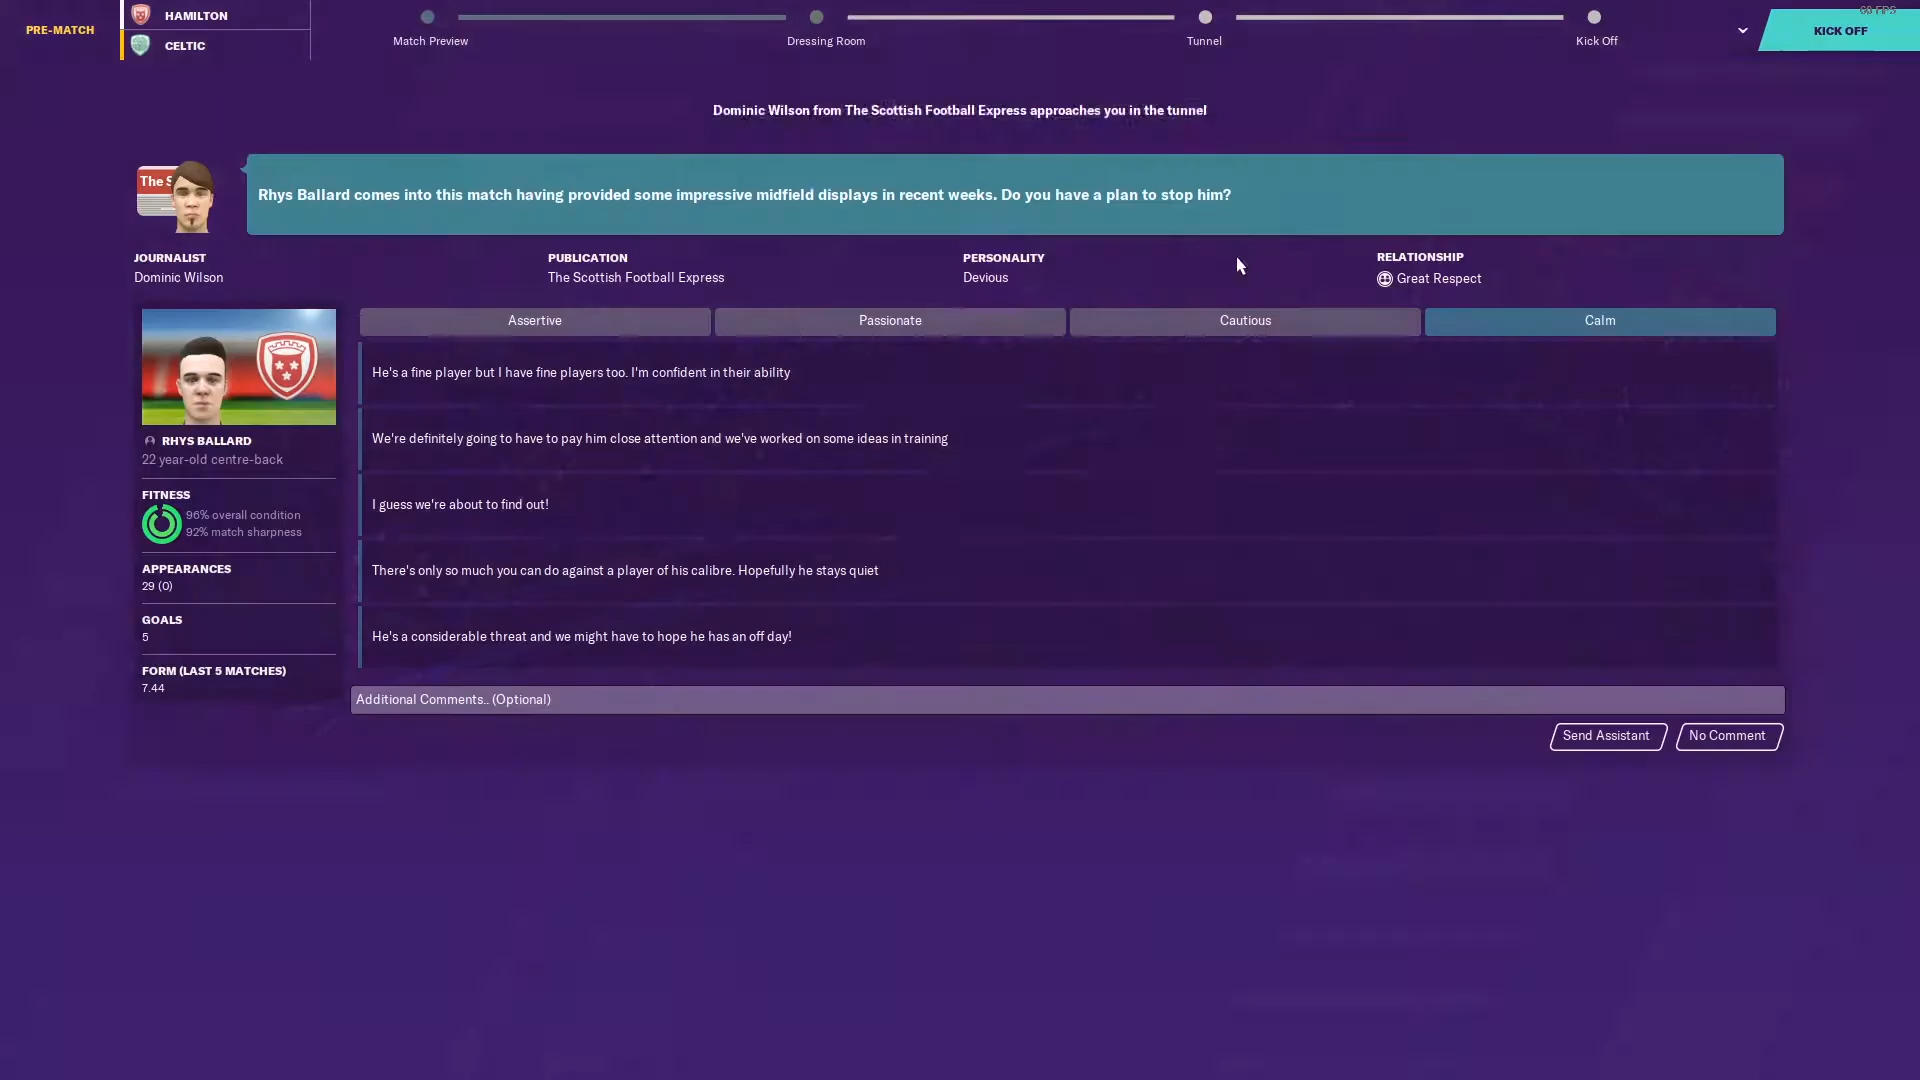 68 FPS
PRE-MATCH
HAMILTON
CELTIC
Match Preview
Dressing Room
Tunnel
Kick Off
KICK OFF
Dominic Wilson from The Scottish Football Express approaches you in the tunnel
The S
Rhys Ballard comes into this match having provided some impressive midfield displays in recent weeks. Do you have a plan to stop him?
JOURNALIST
Dominic Wilson
PUBLICATION
The Scottish Football Express
PERSONALITY
Devious
RELATIONSHIP
Great Respect
Assertive
Passionate
Cautious
Calm
He's a fine player but I have fine players too. I'm confident in their ability
We're definitely going to have to pay him close attention and we've worked on some ideas in training
I guess we're about to find out!
There's only so much you can do against a player of his calibre. Hopefully he stays quiet
He's a considerable threat and we might have to hope he has an off day!
RHYS BALLARD
22 year-old centre-back
FITNESS
96% overall condition
92% match sharpness
APPEARANCES
29 (0)
GOALS
5
FORM (LAST 5 MATCHES)
7.44
Additional Comments.. (Optional)
Send Assistant
No Comment